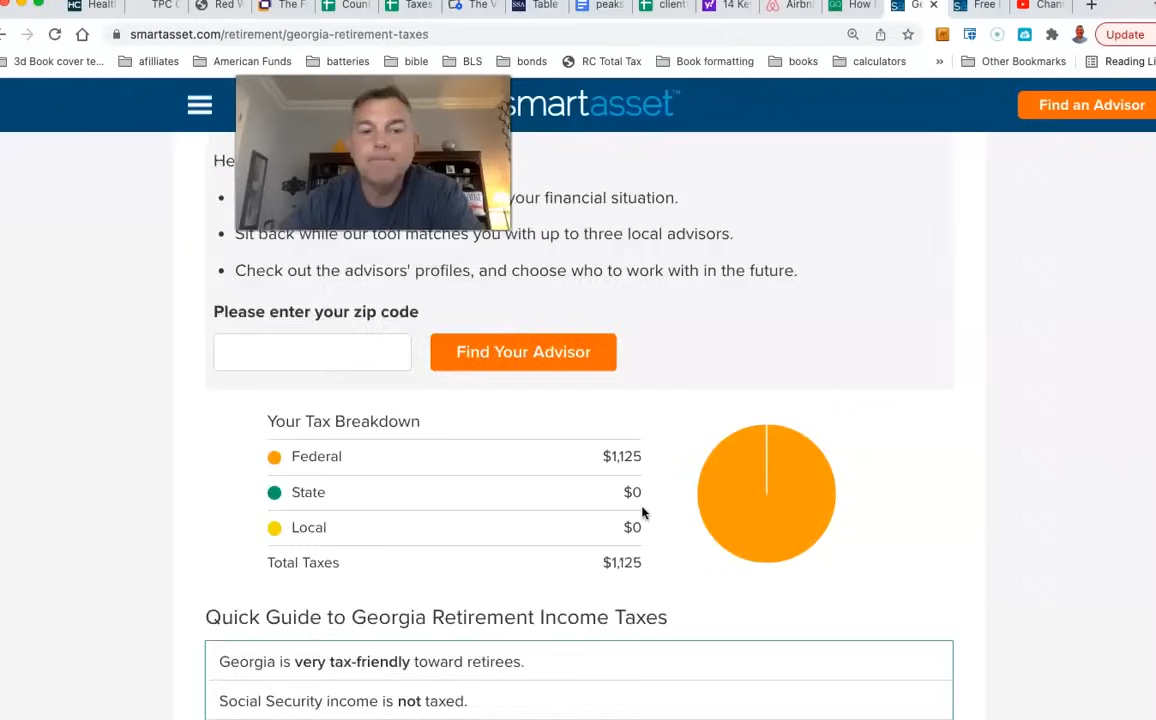 Healt TPC Red W The F Count Taxes The V SSA Table peaks client 14 Ke Airbn GO How Ge Free Chan
smartasset.com/retirement/georgia-retirement-taxes Update
3d Book cover te... afiliates American Funds batteries bible BLS bonds RC Total Tax Book formatting books calculators » Other Bookmarks Reading Li
smartasset™ Find an Advisor
He
your financial situation.
Sit back while our tool matches you with up to three local advisors.
Check out the advisors' profiles, and choose who to work with in the future.
Please enter your zip code
Find Your Advisor
Your Tax Breakdown
Federal $1,125
State $0
Local $0
Total Taxes $1,125
Quick Guide to Georgia Retirement Income Taxes
Georgia is very tax-friendly toward retirees.
Social Security income is not taxed.